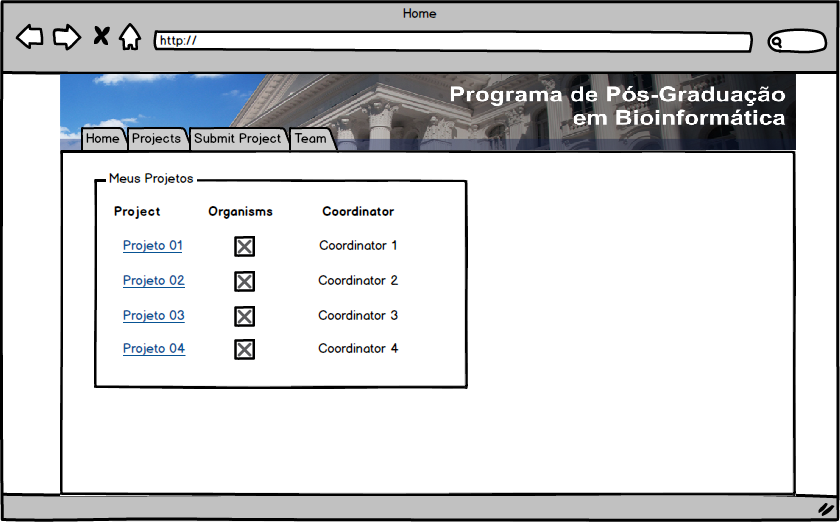 Home
http://
Programa de Pós-Graduação
em Bioinformática
Home Projects Submit Project Team
Meus Projetos
Project Organisms Coordinator
Projeto 01 Coordinator 1
Projeto 02 Coordinator 2
Projeto 03 Coordinator 3
Projeto 04 Coordinator 4